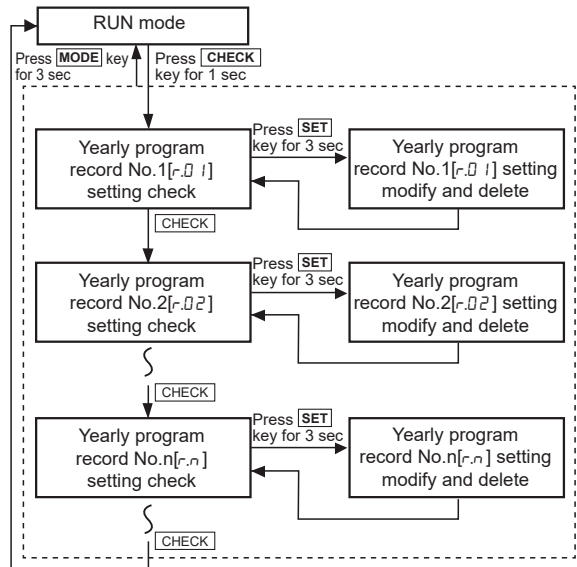 RUN mode
Press MODE key
for 3 sec
Press CHECK
key for 1 sec
Yearly program
record No.1[r.01]
setting check
Press SET
key for 3 sec
Yearly program
record No.1[r.01] setting
modify and delete
CHECK
Yearly program
record No.2[r.02]
setting check
Press SET
key for 3 sec
Yearly program
record No.2[r.02] setting
modify and delete
CHECK
Yearly program
record No.n[r.n]
setting check
Press SET
key for 3 sec
Yearly program
record No.n[r.n] setting
modify and delete
CHECK